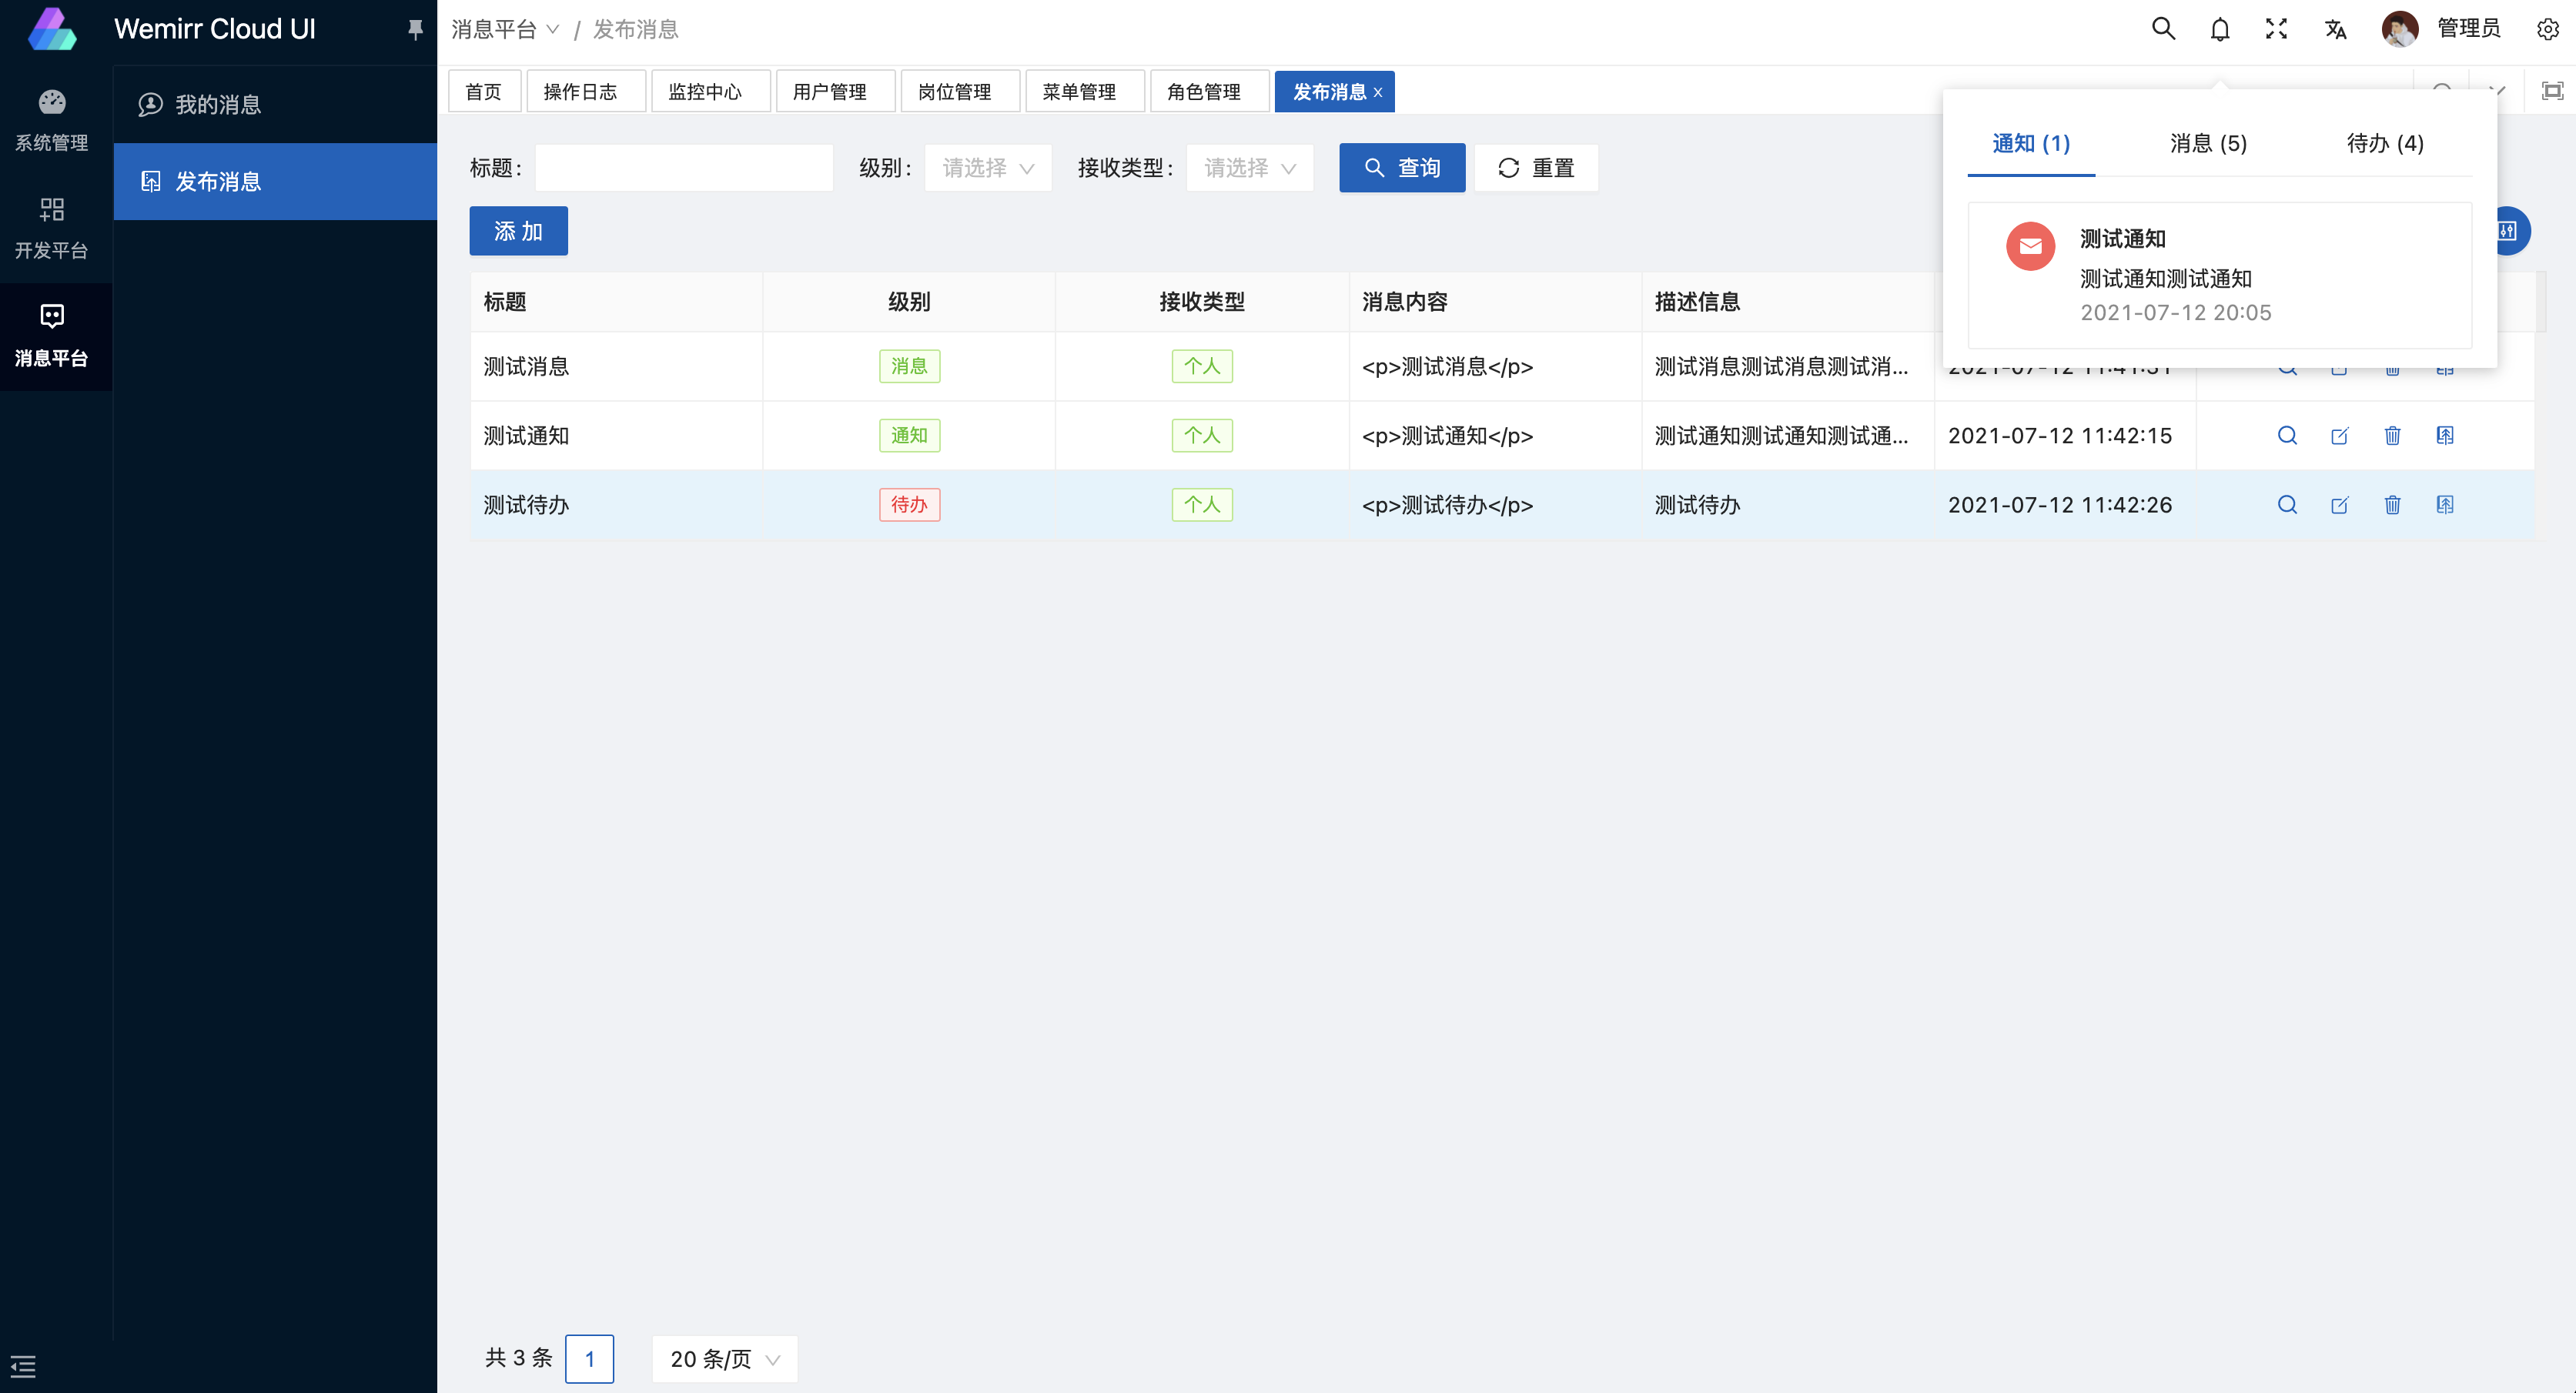 Wemirr Cloud UI
消息平台 / 发布消息
管理员
系统管理
开发平台
消息平台
我的消息
发布消息
首页 操作日志 监控中心 用户管理 岗位管理 菜单管理 角色管理 发布消息 x
标题: 级别: 请选择 接收类型: 请选择 查询 重置
添 加
通知 (1) 消息 (5) 待办 (4)
测试通知
测试通知测试通知
2021-07-12 20:05
标题 级别 接收类型 消息内容 描述信息
测试消息 消息 个人 <p>测试消息</p> 测试消息测试消息测试消...
测试通知 通知 个人 <p>测试通知</p> 测试通知测试通知测试通... 2021-07-12 11:42:15
测试待办 待办 个人 <p>测试待办</p> 测试待办 2021-07-12 11:42:26
共 3 条 1 20 条/页